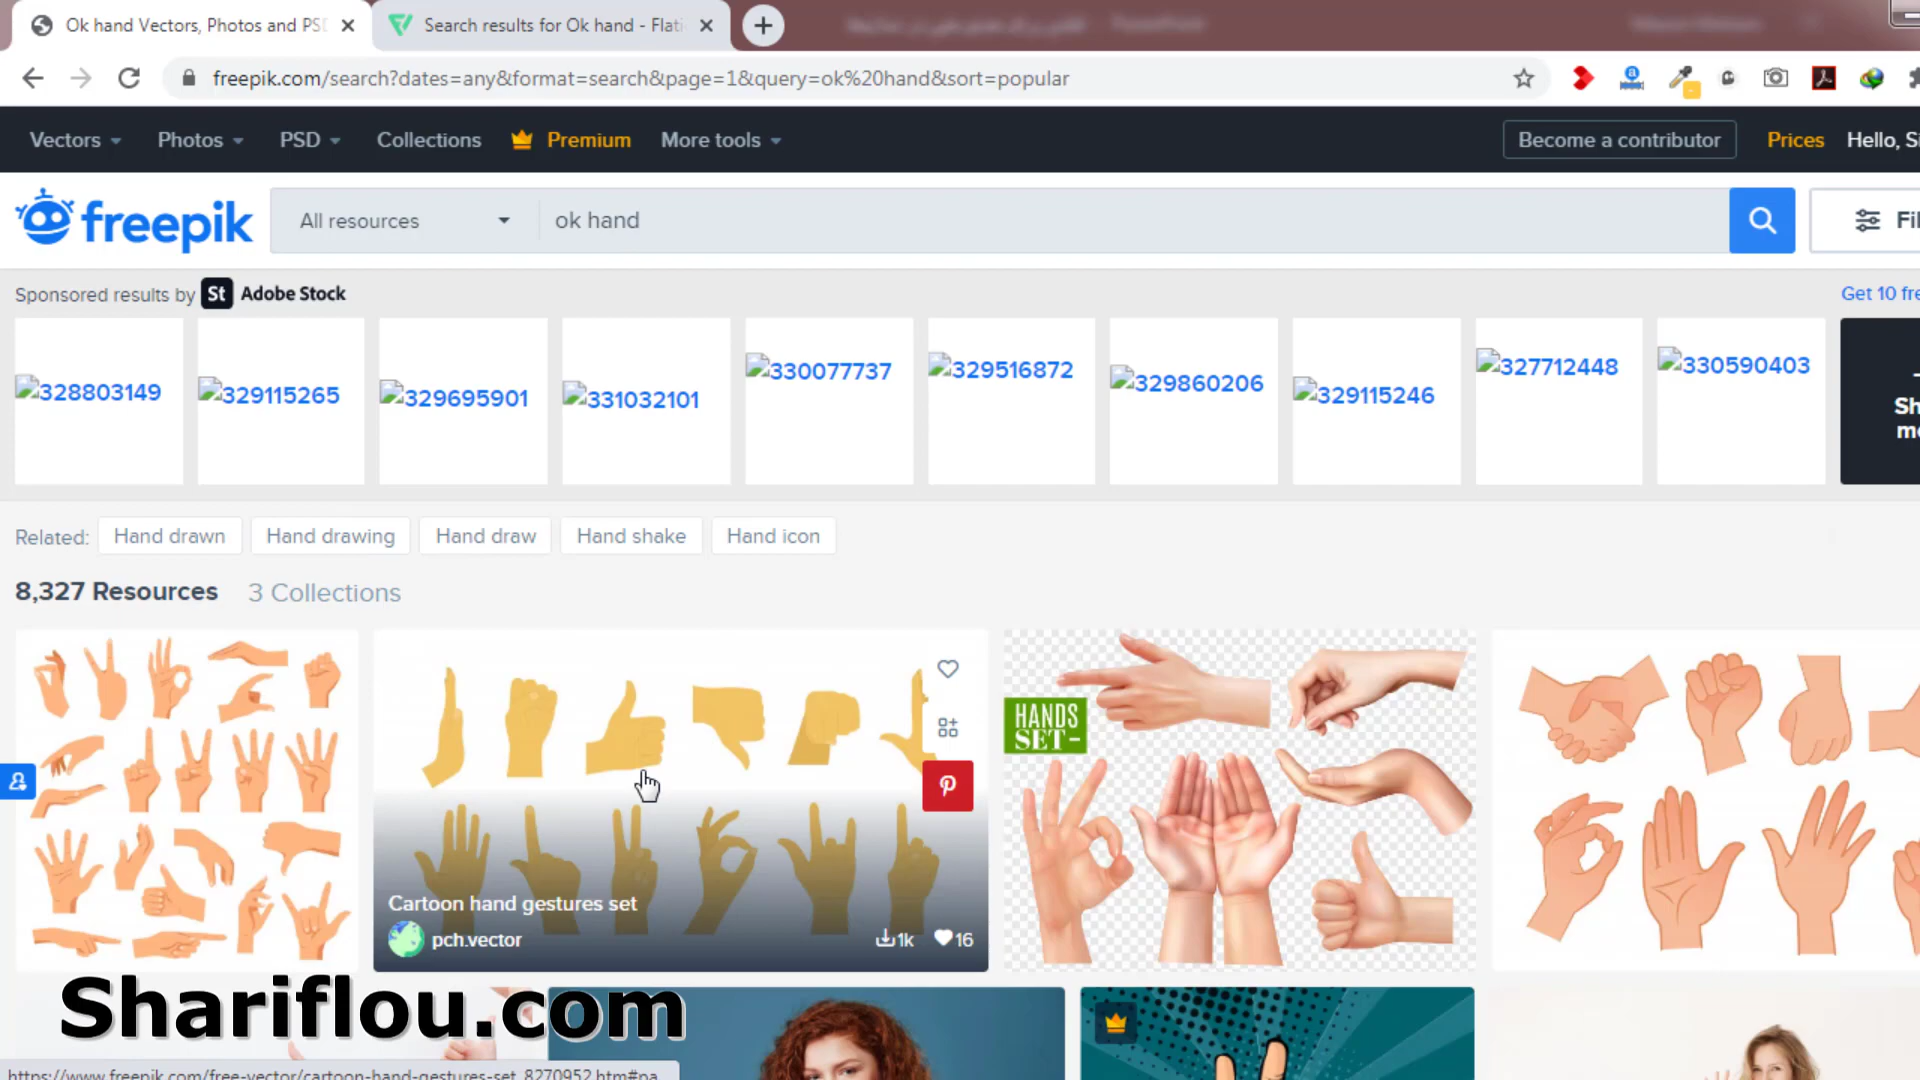 Ok hand Vectors, Photos and PSD
Search results for Ok hand - Flati
freepik.com/search?dates=any&format=search&page=1&query=ok%20hand&sort=popular
Vectors
Photos
PSD
Collections
Premium
More tools
Become a contributor
Prices
Hello, Si
freepik
All resources
ok hand
Fil
Sponsored results by St Adobe Stock
Get 10 fre
328803149
329115265
329695901
331032101
330077737
329516872
329860206
329115246
327712448
330590403
Sh
mo
Related:
Hand drawn
Hand drawing
Hand draw
Hand shake
Hand icon
8,327 Resources
3 Collections
HANDS
SET-
Cartoon hand gestures set
pch.vector
1k
16
Shariflou.com
https://www.freepik.com/free-vector/cartoon-hand-gestures-set_8270952.htm#pa